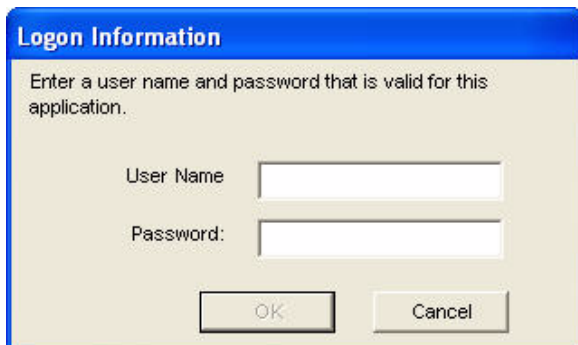 Logon Information
Enter a user name and password that is valid for this
application.
User Name
Password:
OK
Cancel